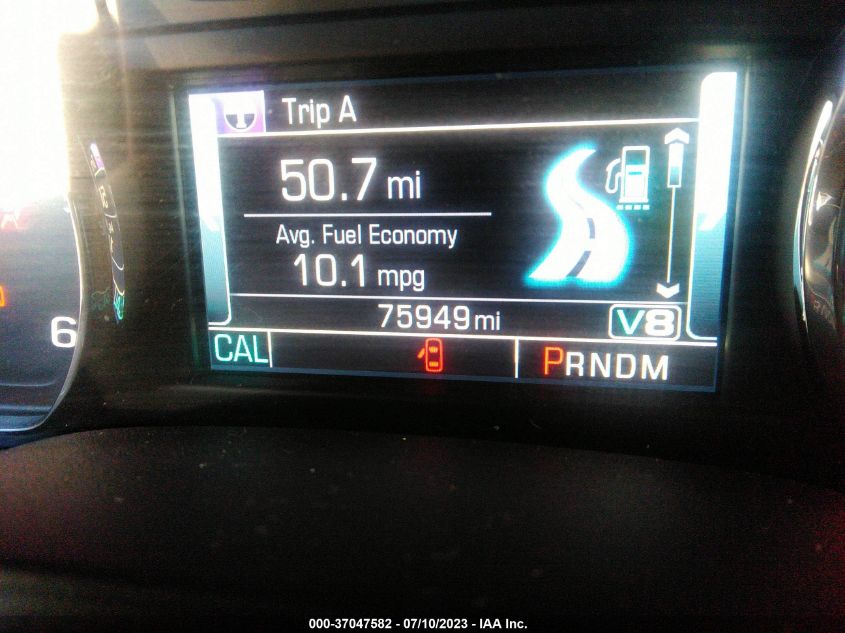 Trip A
50.7 mi
Avg. Fuel Economy
10.1 mpg
75949 mi
V8
CAL
PRNDM
6
000-37047582 - 07/10/2023 - IAA Inc.